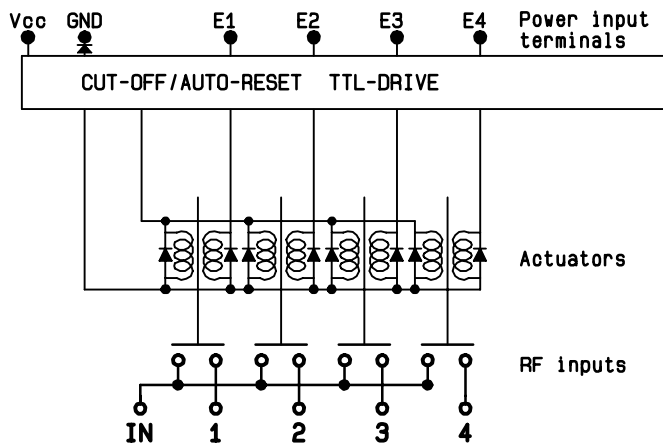 Vcc GND E1 E2 E3 E4 Power input
terminals
CUT-OFF/AUTO-RESET TTL-DRIVE
Actuators
RF inputs
IN 1 2 3 4